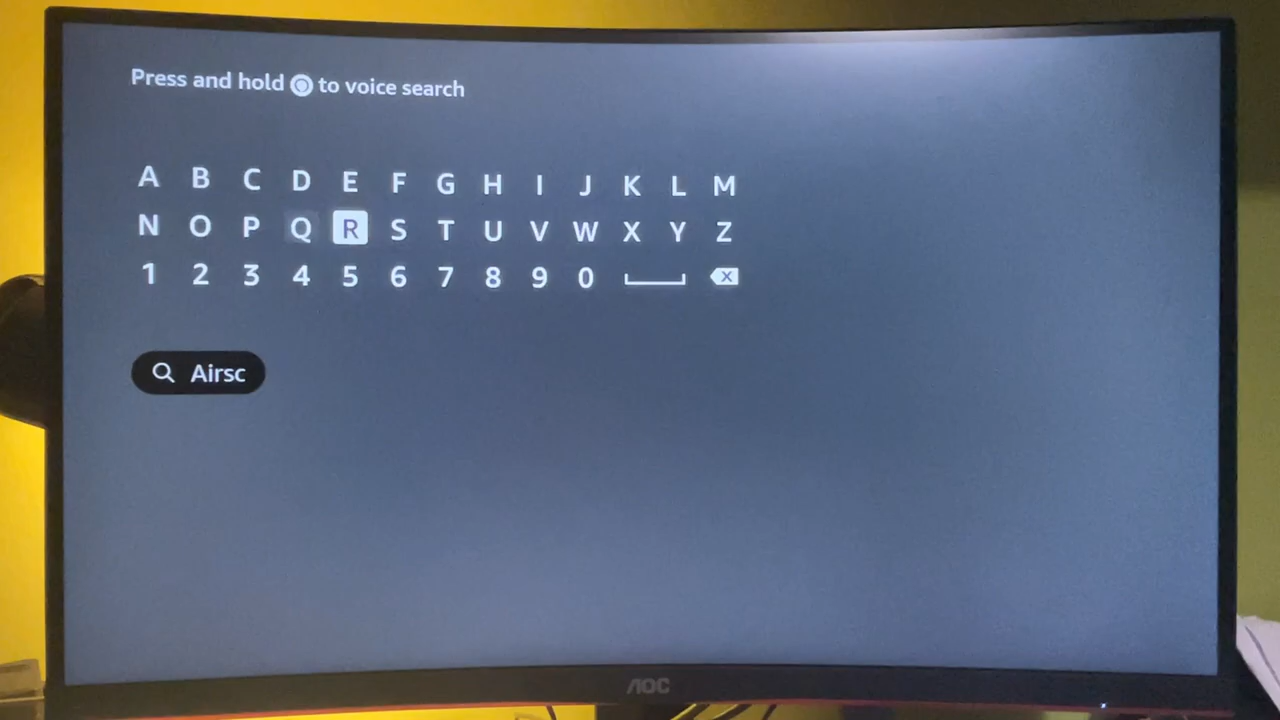 Press and hold to voice search
A B C D E F G H I J K L M
N O P Q R S T U V W X Y Z
1 2 3 4 5 6 7 8 9 0
Airsc
AOC